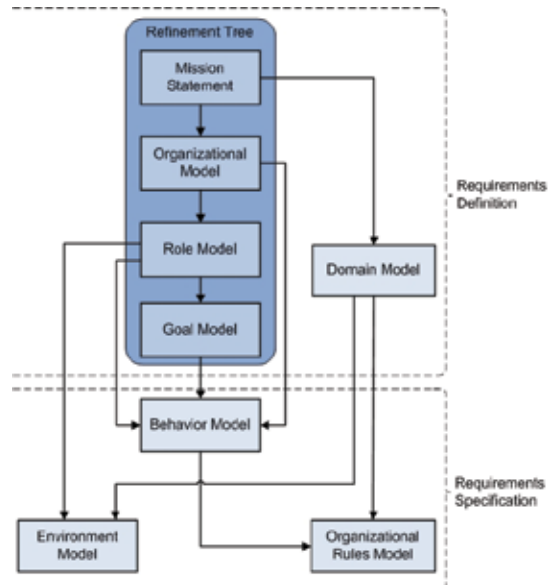 Refinement Tree
Mission
Statement
Organizational
Model
Requirements
Definition
Role Model
Domain Model
Goal Model
Behavior Model
Requirements
Specification
Environment
Model
Organizational
Rules Model